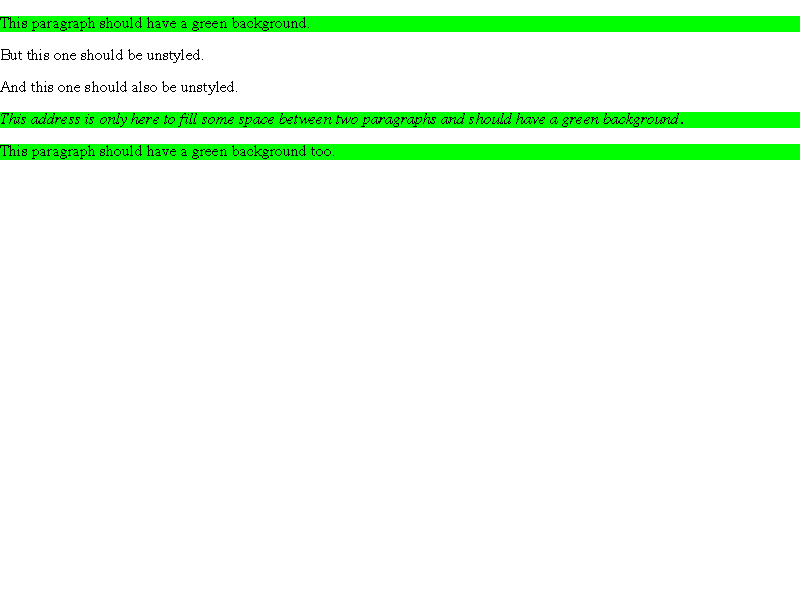 This paragraph should have a green background.
But this one should be unstyled.
And this one should also be unstyled.
This address is only here to fill some space between two paragraphs and should have a green background.
This paragraph should have a green background too.